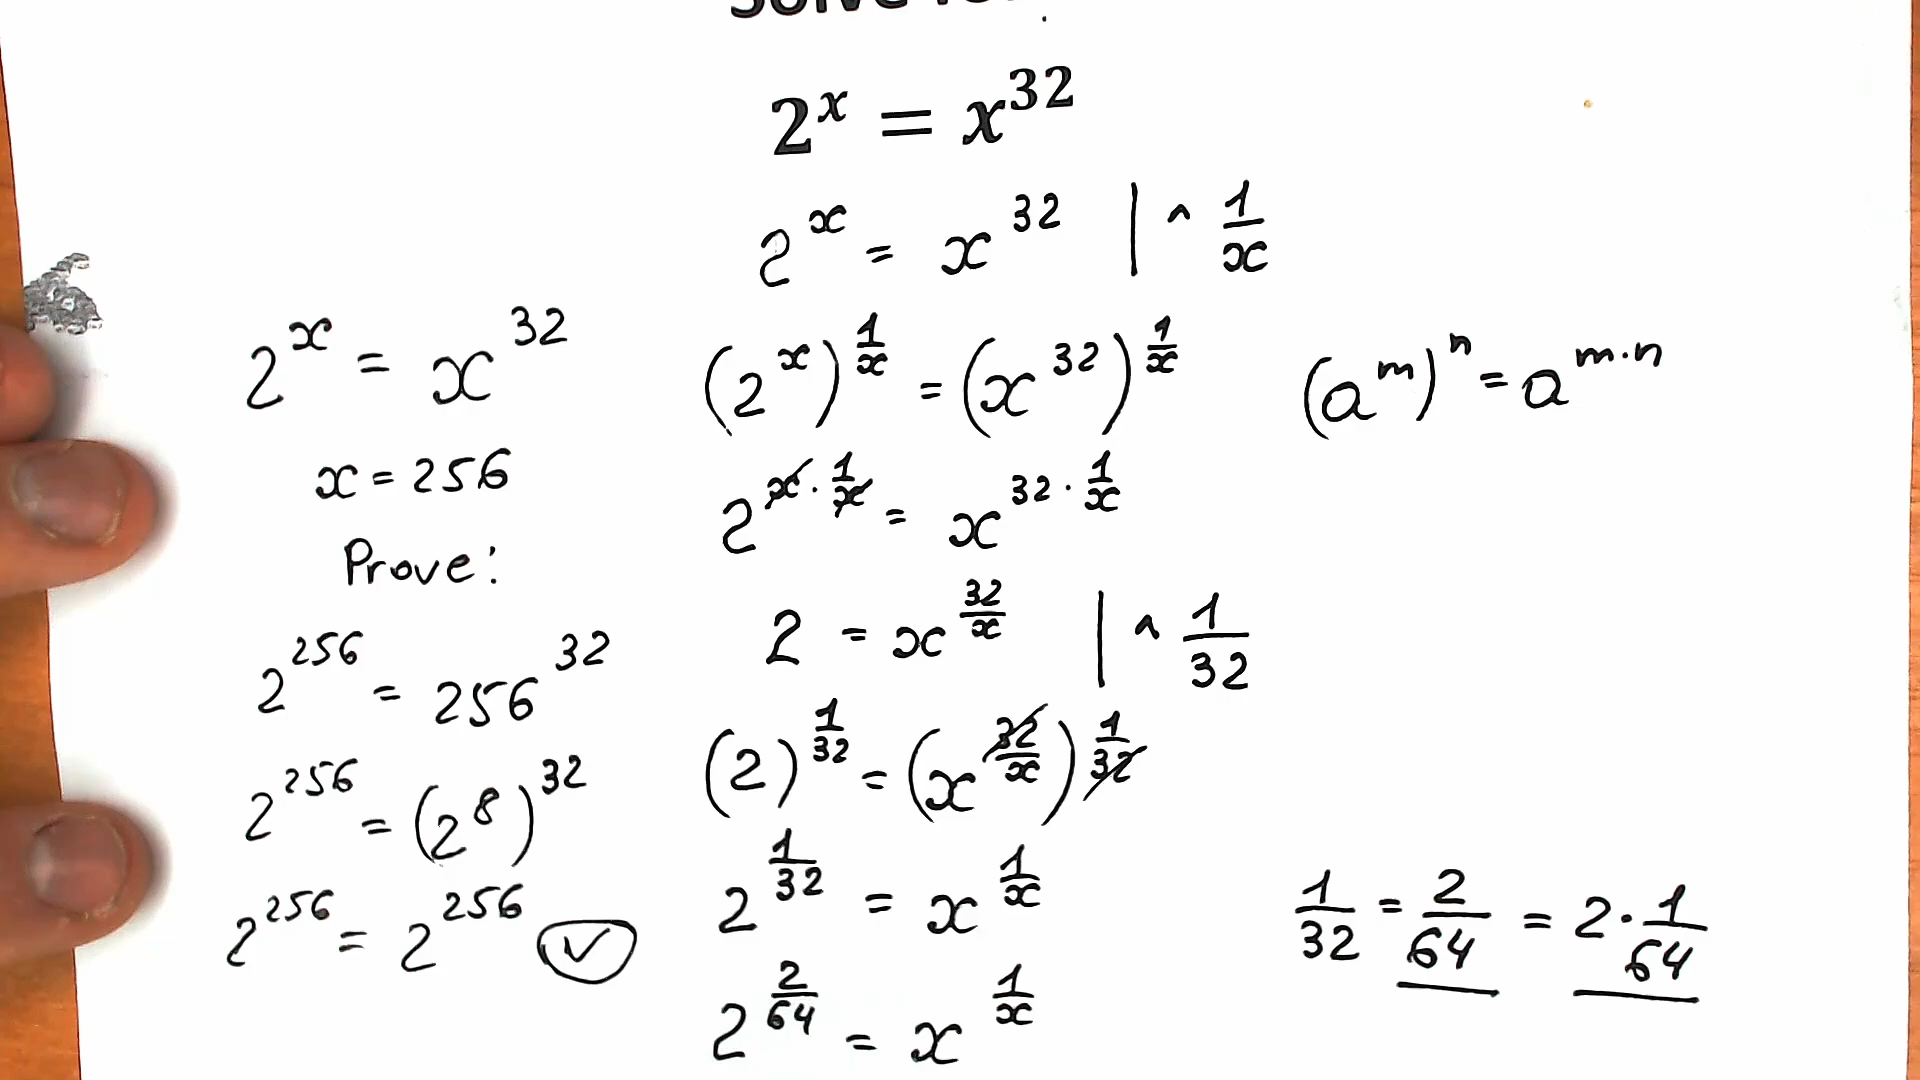 Solve for
2^x = x^32
2^x = x^32 | ^ 1/x
(2^x)^(1/x) = (x^32)^(1/x)
(a^m)^n = a^(m·n)
2^(x·1/x) = x^(32·1/x)
2 = x^(32/x) | ^ 1/32
(2)^(1/32) = (x^(32/x))^(1/32)
2^(1/32) = x^(1/x)
1/32 = 2/64 = 2·1/64
2^(2/64) = x^(1/x)
2^x = x^32
x = 256
Prove:
2^256 = 256^32
2^256 = (2^8)^32
2^256 = 2^256 ✓